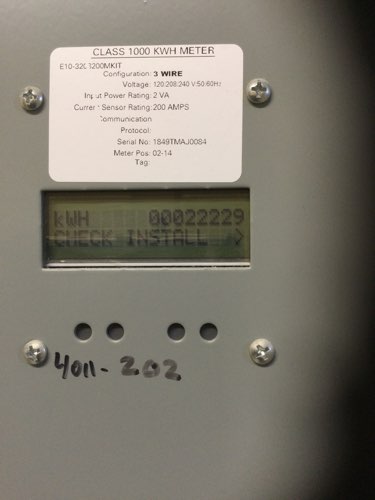 CLASS 1000 KWH METER
E10-3203200MKIT
Configuration: 3 WIRE
Voltage: 120:208:240 V:50:60Hz
Input Power Rating: 2 VA
Current Sensor Rating: 200 AMPS
Communication
Protocol:
Serial No: 1849TMAJ0084
Meter Pos: 02-14
Tag:
kWH 00022229
CHECK INSTALL >
4011-202